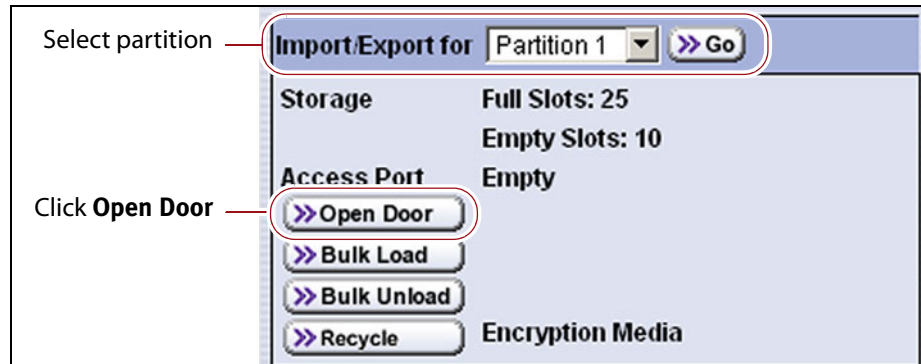 Select partition
Import/Export for Partition 1 >> Go
Storage Full Slots: 25
Empty Slots: 10
Access Port Empty
Click Open Door
>> Open Door
>> Bulk Load
>> Bulk Unload
>> Recycle Encryption Media